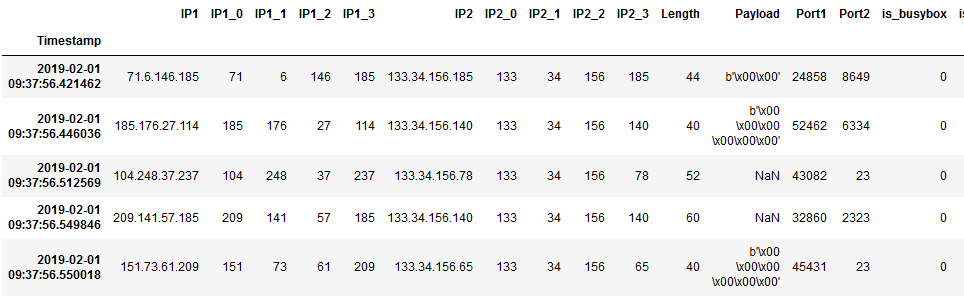 IP1 IP1_0 IP1_1 IP1_2 IP1_3 IP2 IP2_0 IP2_1 IP2_2 IP2_3 Length Payload Port1 Port2 is_busybox
Timestamp
2019-02-01
09:37:56.421462 71.6.146.185 71 6 146 185 133.34.156.185 133 34 156 185 44 b'\x00\x00' 24858 8649 0
b'\x00
2019-02-01
09:37:56.446036 185.176.27.114 185 176 27 114 133.34.156.140 133 34 156 140 40 \x00\x00 52462 6334 0
\x00\x00\x00'
2019-02-01
09:37:56.512569 104.248.37.237 104 248 37 237 133.34.156.78 133 34 156 78 52 NaN 43082 23 0
2019-02-01
09:37:56.549846 209.141.57.185 209 141 57 185 133.34.156.140 133 34 156 140 60 NaN 32860 2323 0
b'\x00
2019-02-01
09:37:56.550018 151.73.61.209 151 73 61 209 133.34.156.65 133 34 156 65 40 \x00\x00 45431 23 0
\x00\x00\x00'